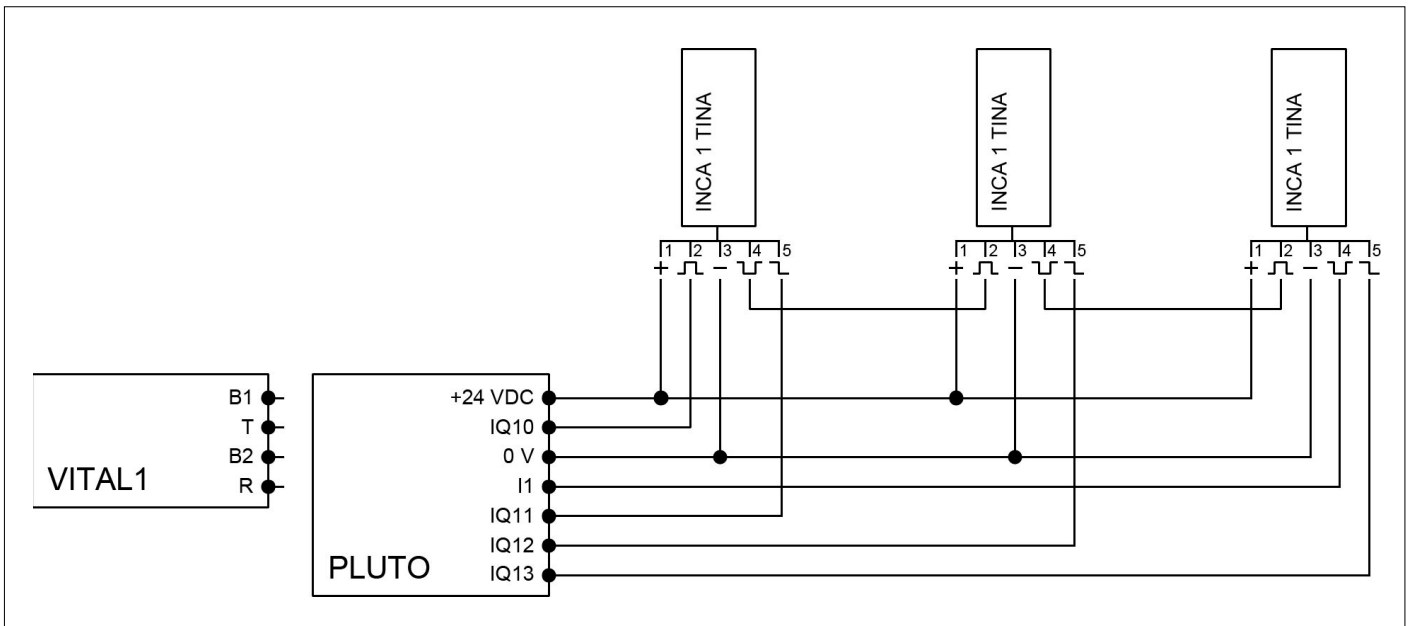 INCA 1 TINA
INCA 1 TINA
INCA 1 TINA
1 2 3 4 5
1 2 3 4 5
1 2 3 4 5
+ −
+ −
+ −
B1
T
B2
R
VITAL1
+24 VDC
IQ10
0 V
I1
IQ11
IQ12
IQ13
PLUTO